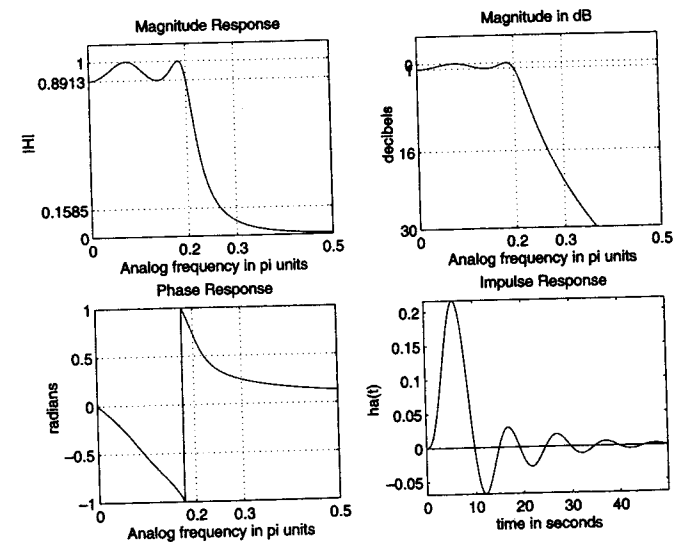 Magnitude Response
1
0.8913
|H|
0.1585
0
0 0.2 0.3 0.5
Analog frequency in pi units
Magnitude in dB
0
1
decibels
16
30
0 0.2 0.3 0.5
Analog frequency in pi units
Phase Response
1
0.5
radians
0
−0.5
−1
0 0.2 0.3 0.5
Analog frequency in pi units
Impulse Response
0.2
0.15
ha(t)
0.1
0.05
0
−0.05
0 10 20 30 40
time in seconds